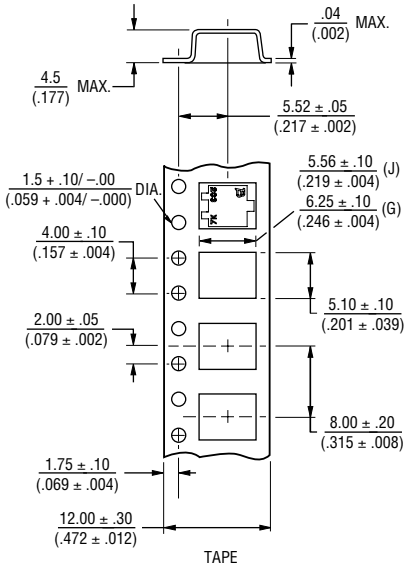 .04 MAX.
(.002)
4.5 MAX.
(.177)
5.52 ± .05
(.217 ± .002)
5.56 ± .10 (J)
(.219 ± .004)
1.5 + .10/ –.00 DIA.
(.059 + .004/ –.000)
6.25 ± .10 (G)
(.246 ± .004)
4.00 ± .10
(.157 ± .004)
5.10 ± .10
(.201 ± .039)
2.00 ± .05
(.079 ± .002)
8.00 ± .20
(.315 ± .008)
1.75 ± .10
(.069 ± .004)
12.00 ± .30
(.472 ± .012)
TAPE